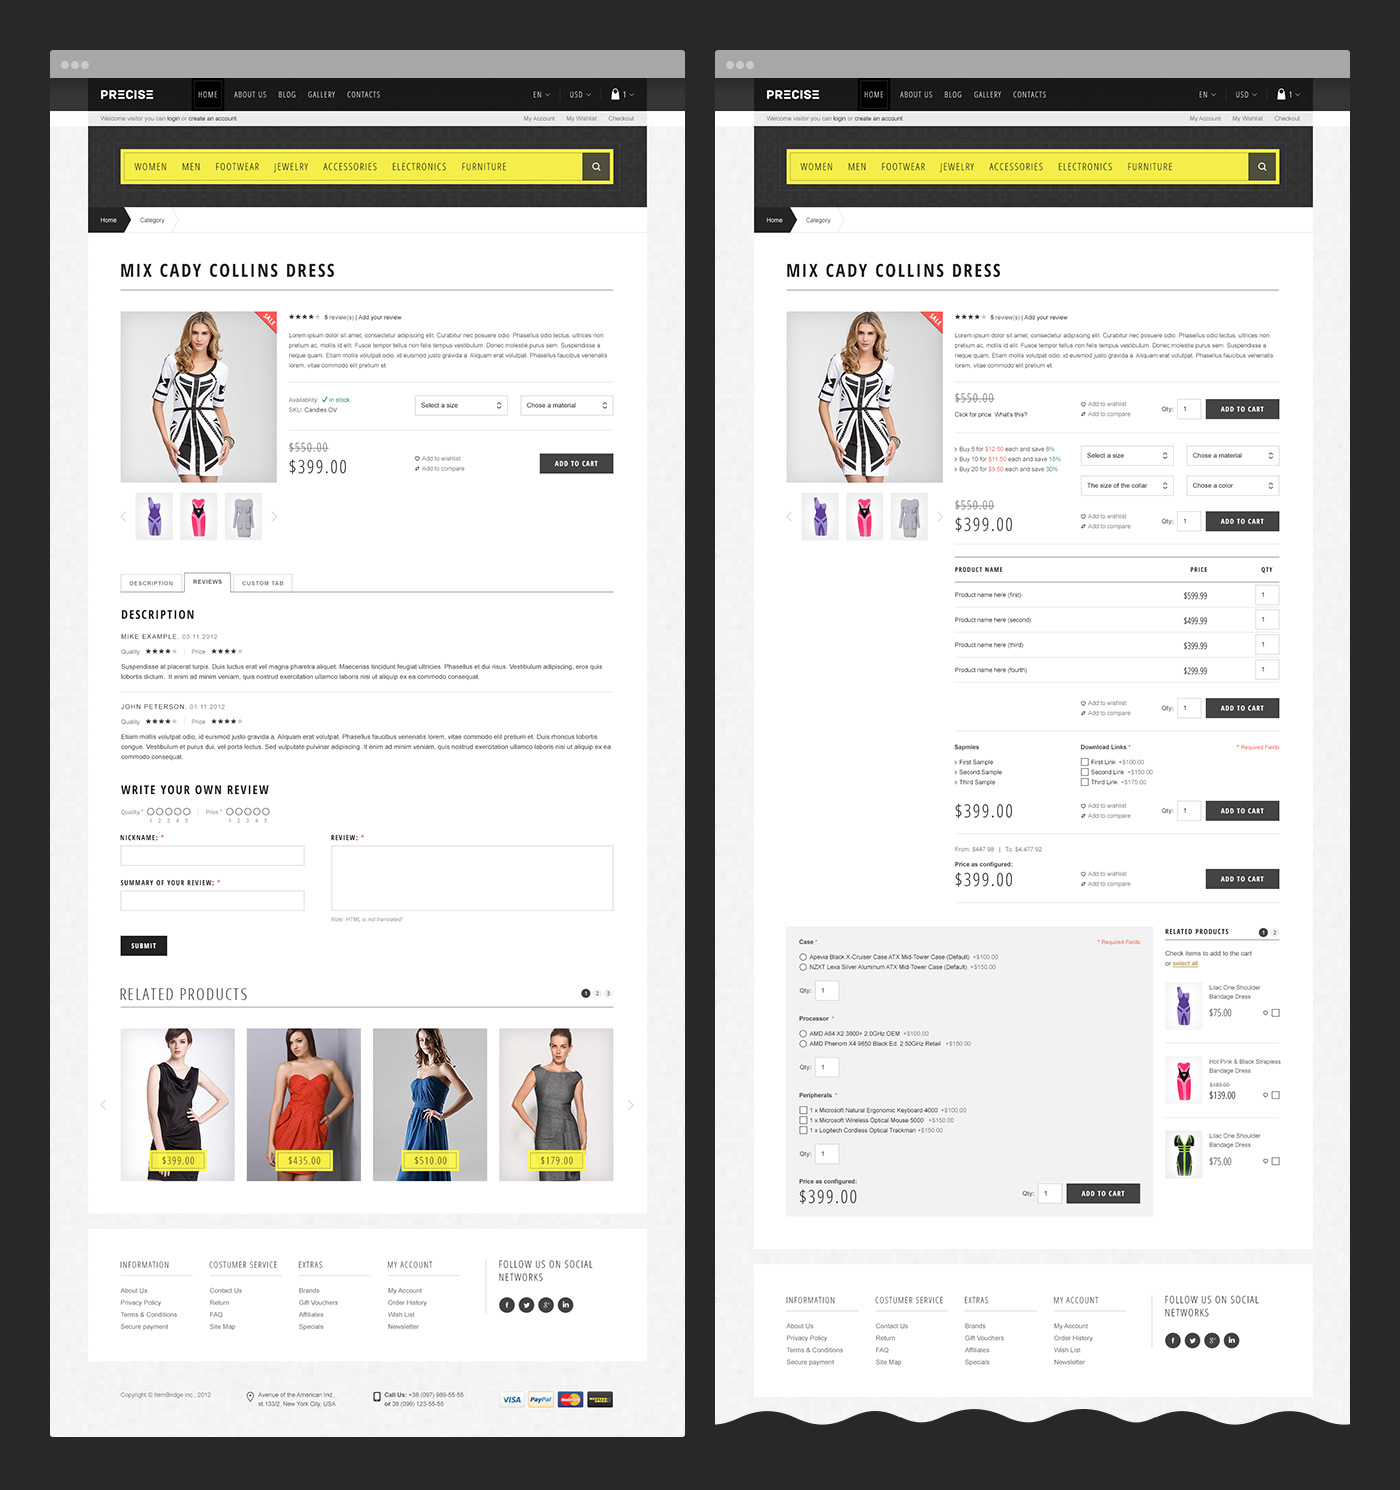 PRECISE HOME ABOUT US BLOG GALLERY CONTACTS EN USD 1
Welcome visitor you can login or create an account. My Account My Wishlist Checkout
WOMEN MEN FOOTWEAR JEWELRY ACCESSORIES ELECTRONICS FURNITURE
Home Category
MIX CADY COLLINS DRESS
SALE
5 review(s) | Add your review
Lorem ipsum dolor sit amet, consectetur adipiscing elit. Curabitur nec posuere odio. Phasellus odio lectus, ultrices non
pretium ac, mollis id elit. Fusce tempor tellus non felis tempus vestibulum. Donec molestie sem purus. Suspendisse a
neque quam. Etiam mollis volutpat odio, id euismod justo gravida a. Aliquam erat volutpat. Phasellus faucibus venenatis
lorem, vitae commodo elit pretium et.
Availability: In stock
SKU: Candles OV
Select a size Chose a material
$550.00
$399.00
Add to wishlist
Add to compare
ADD TO CART
DESCRIPTION REVIEWS CUSTOM TAB
DESCRIPTION
MIKE EXAMPLE, 03.11.2012
Quality Price
Suspendisse at placerat turpis. Duis luctus erat vel magna pharetra aliquet. Maecenas tincidunt feugiat ultricies. Phasellus et dui risus. Vestibulum adipiscing, eros quis
lobortis dictum. It enim ad minim veniam, quis nostrud exercitation ullamco laboris nisi ut aliquip ex ea commodo consequat.
JOHN PETERSON, 01.11.2012
Quality Price
Etiam mollis volutpat odio, id euismod justo gravida a. Aliquam erat volutpat. Phasellus faucibus venenatis lorem, vitae commodo elit pretium et. Duis rhoncus lobortis
congue. Vestibulum et purus dui, vel porta lectus. Sed vulputate pulvinar adipiscing. It enim ad minim veniam, quis nostrud exercitation ullamco laboris nisi ut aliquip ex ea
commodo consequat.
WRITE YOUR OWN REVIEW
Quality * Price *
1 2 3 4 5 1 2 3 4 5
NICKNAME: * REVIEW: *
SUMMARY OF YOUR REVIEW: *
Note: HTML is not translated!
SUBMIT
RELATED PRODUCTS 1 2 3
$399.00 $435.00 $510.00 $179.00
INFORMATION
About Us
Privacy Policy
Terms & Conditions
Secure payment
COSTUMER SERVICE
Contact Us
Return
FAQ
Site Map
EXTRAS
Brands
Gift Vouchers
Affiliates
Specials
MY ACCOUNT
My Account
Order History
Wish List
Newsletter
FOLLOW US ON SOCIAL
NETWORKS
Copyright © ItemBridge inc., 2012
Avenue of the American Ind.,
st.133/2, New York City, USA
Call Us: +38 (097) 989-55-55
or 38 (099) 123-55-55
VISA PayPal MasterCard WESTERN UNION
PRECISE HOME ABOUT US BLOG GALLERY CONTACTS EN USD 1
Welcome visitor you can login or create an account. My Account My Wishlist Checkout
WOMEN MEN FOOTWEAR JEWELRY ACCESSORIES ELECTRONICS FURNITURE
Home Category
MIX CADY COLLINS DRESS
SALE
5 review(s) | Add your review
Lorem ipsum dolor sit amet, consectetur adipiscing elit. Curabitur nec posuere odio. Phasellus odio lectus, ultrices non
pretium ac, mollis id elit. Fusce tempor tellus non felis tempus vestibulum. Donec molestie sem purus. Suspendisse a
neque quam. Etiam mollis volutpat odio, id euismod justo gravida a. Aliquam erat volutpat. Phasellus faucibus venenatis
lorem, vitae commodo elit pretium et.
$550.00
Click for price What's this?
Add to wishlist
Add to compare
Qty: 1 ADD TO CART
Buy 5 for $12.50 each and save 8%
Buy 10 for $11.50 each and save 15%
Buy 20 for $9.50 each and save 30%
Select a size Chose a material
The size of the collar Chose a color
$550.00
$399.00
Add to wishlist
Add to compare
Qty: 1 ADD TO CART
PRODUCT NAME PRICE QTY
Product name here (first) $599.99 1
Product name here (second) $499.99 1
Product name here (third) $399.99 1
Product name here (fourth) $299.99 1
Add to wishlist
Add to compare
Qty: 1 ADD TO CART
Sapmles
First Sample
Second Sample
Third Sample
Download Links * * Required Fields
First Link +$100.00
Second Link +$150.00
Third Link +$175.00
$399.00
Add to wishlist
Add to compare
Qty: 1 ADD TO CART
From: $447.98 | To: $4,477.92
Price as configured:
$399.00
Add to wishlist
Add to compare
ADD TO CART
Case * * Required Fields
Apevia Black X-Cruiser Case ATX Mid-Tower Case (Default) +$100.00
NZXT Lexa Silver Aluminum ATX Mid-Tower Case (Default) +$150.00
Qty: 1
Processor *
AMD A64 X2 3800+ 2.0GHz OEM +$100.00
AMD Phenom X4 9850 Black Ed. 2.50GHz Retail +$150.00
Qty: 1
Peripherals *
1 x Microsoft Natural Ergonomic Keyboard 4000 +$100.00
1 x Microsoft Wireless Optical Mouse 5000 +$150.00
1 x Logitech Cordless Optical Trackman +$150.00
Qty: 1
Price as configured:
$399.00
Qty: 1 ADD TO CART
RELATED PRODUCTS 1 2
Check items to add to the cart
or select all
Lilac One Shoulder
Bandage Dress
$75.00
Hot Pink & Black Strapless
Bandage Dress
$185.00
$139.00
Lilac One Shoulder
Bandage Dress
$75.00
INFORMATION
About Us
Privacy Policy
Terms & Conditions
Secure payment
COSTUMER SERVICE
Contact Us
Return
FAQ
Site Map
EXTRAS
Brands
Gift Vouchers
Affiliates
Specials
MY ACCOUNT
My Account
Order History
Wish List
Newsletter
FOLLOW US ON SOCIAL
NETWORKS